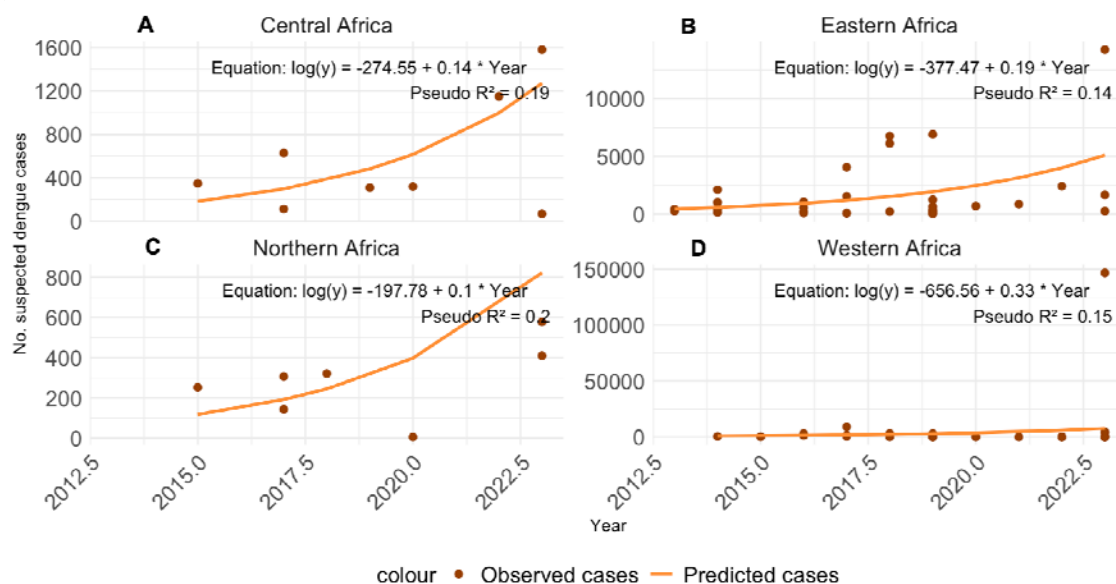 A
Central Africa
Equation: log(y) = -274.55 + 0.14 * Year
Pseudo R² = 0.19
1600
1200
800
400
0
B
Eastern Africa
Equation: log(y) = -377.47 + 0.19 * Year
Pseudo R² = 0.14
10000
5000
0
C
Northern Africa
Equation: log(y) = -197.78 + 0.1 * Year
Pseudo R² = 0.2
800
600
400
200
0
2012.5
2015.0
2017.5
2020.0
2022.5
D
Western Africa
Equation: log(y) = -656.56 + 0.33 * Year
Pseudo R² = 0.15
150000
100000
50000
0
2012.5
2015.0
2017.5
2020.0
2022.5
No. suspected dengue cases
Year
colour Observed cases Predicted cases